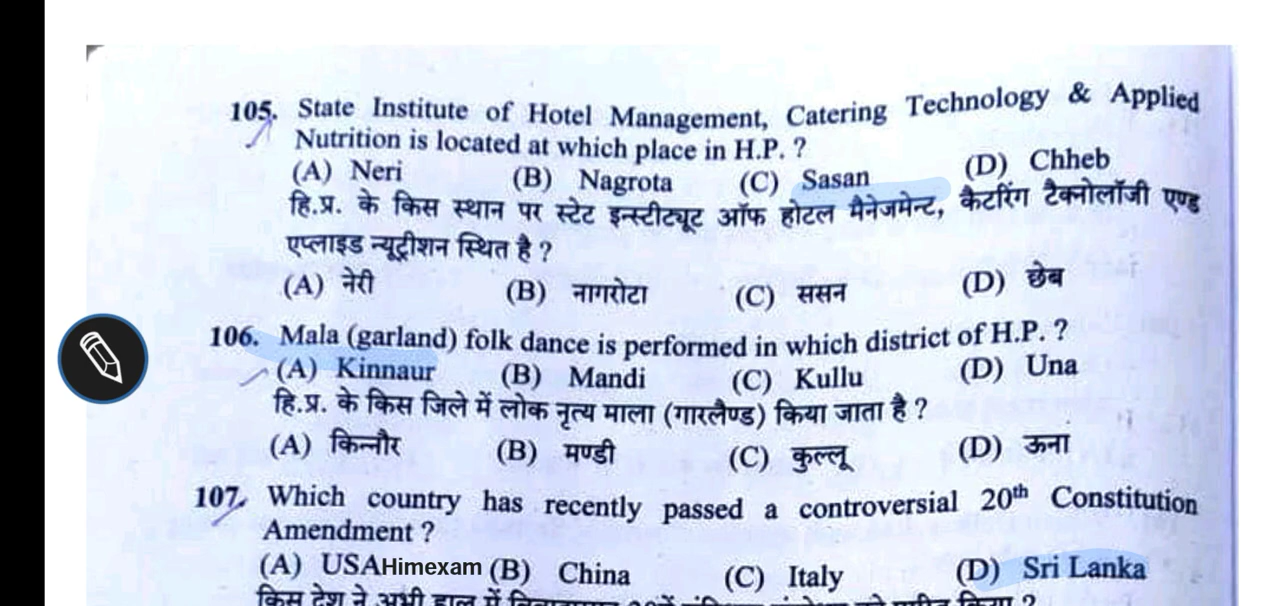 105. State Institute of Hotel Management, Catering Technology & Applied
Nutrition is located at which place in H.P. ?
(A) Neri (B) Nagrota (C) Sasan (D) Chheb
हि.प्र. के किस स्थान पर स्टेट इन्स्टीट्यूट ऑफ होटल मैनेजमेन्ट, कैटरिंग टैक्नोलॉजी एण्ड
एप्लाइड न्यूट्रीशन स्थित है ?
(A) नेरी (B) नागरोटा (C) ससन (D) छेब
106. Mala (garland) folk dance is performed in which district of H.P. ?
(A) Kinnaur (B) Mandi (C) Kullu (D) Una
हि.प्र. के किस जिले में लोक नृत्य माला (गारलैण्ड) किया जाता है ?
(A) किन्नौर (B) मण्डी (C) कुल्लू (D) ऊना
107. Which country has recently passed a controversial 20th Constitution
Amendment ?
(A) USA Himexam (B) China (C) Italy (D) Sri Lanka
किस देश ने अभी हाल में